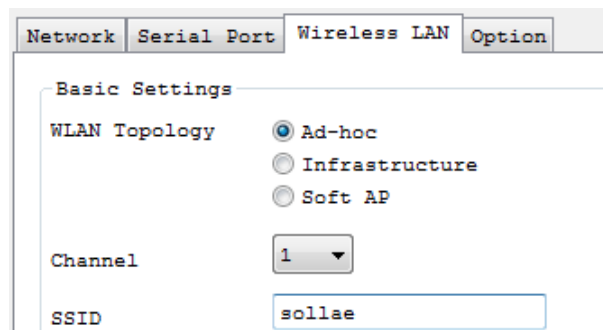 Network Serial Port Wireless LAN Option
Basic Settings
WLAN Topology Ad-hoc
Infrastructure
Soft AP
Channel 1
SSID sollae